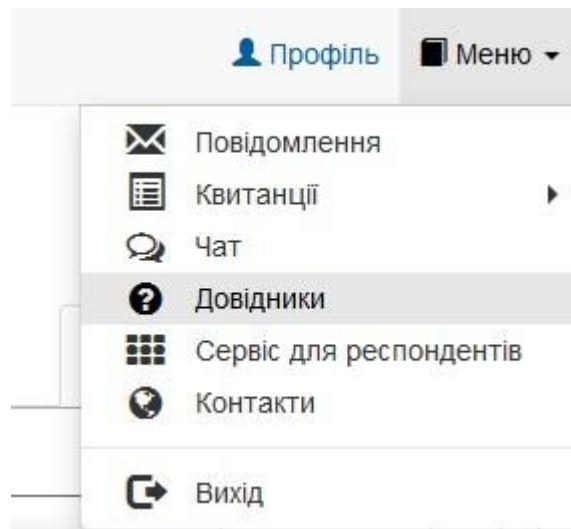 Профіль Меню
Повідомлення
Квитанції
Чат
Довідники
Сервіс для респондентів
Контакти
Вихід